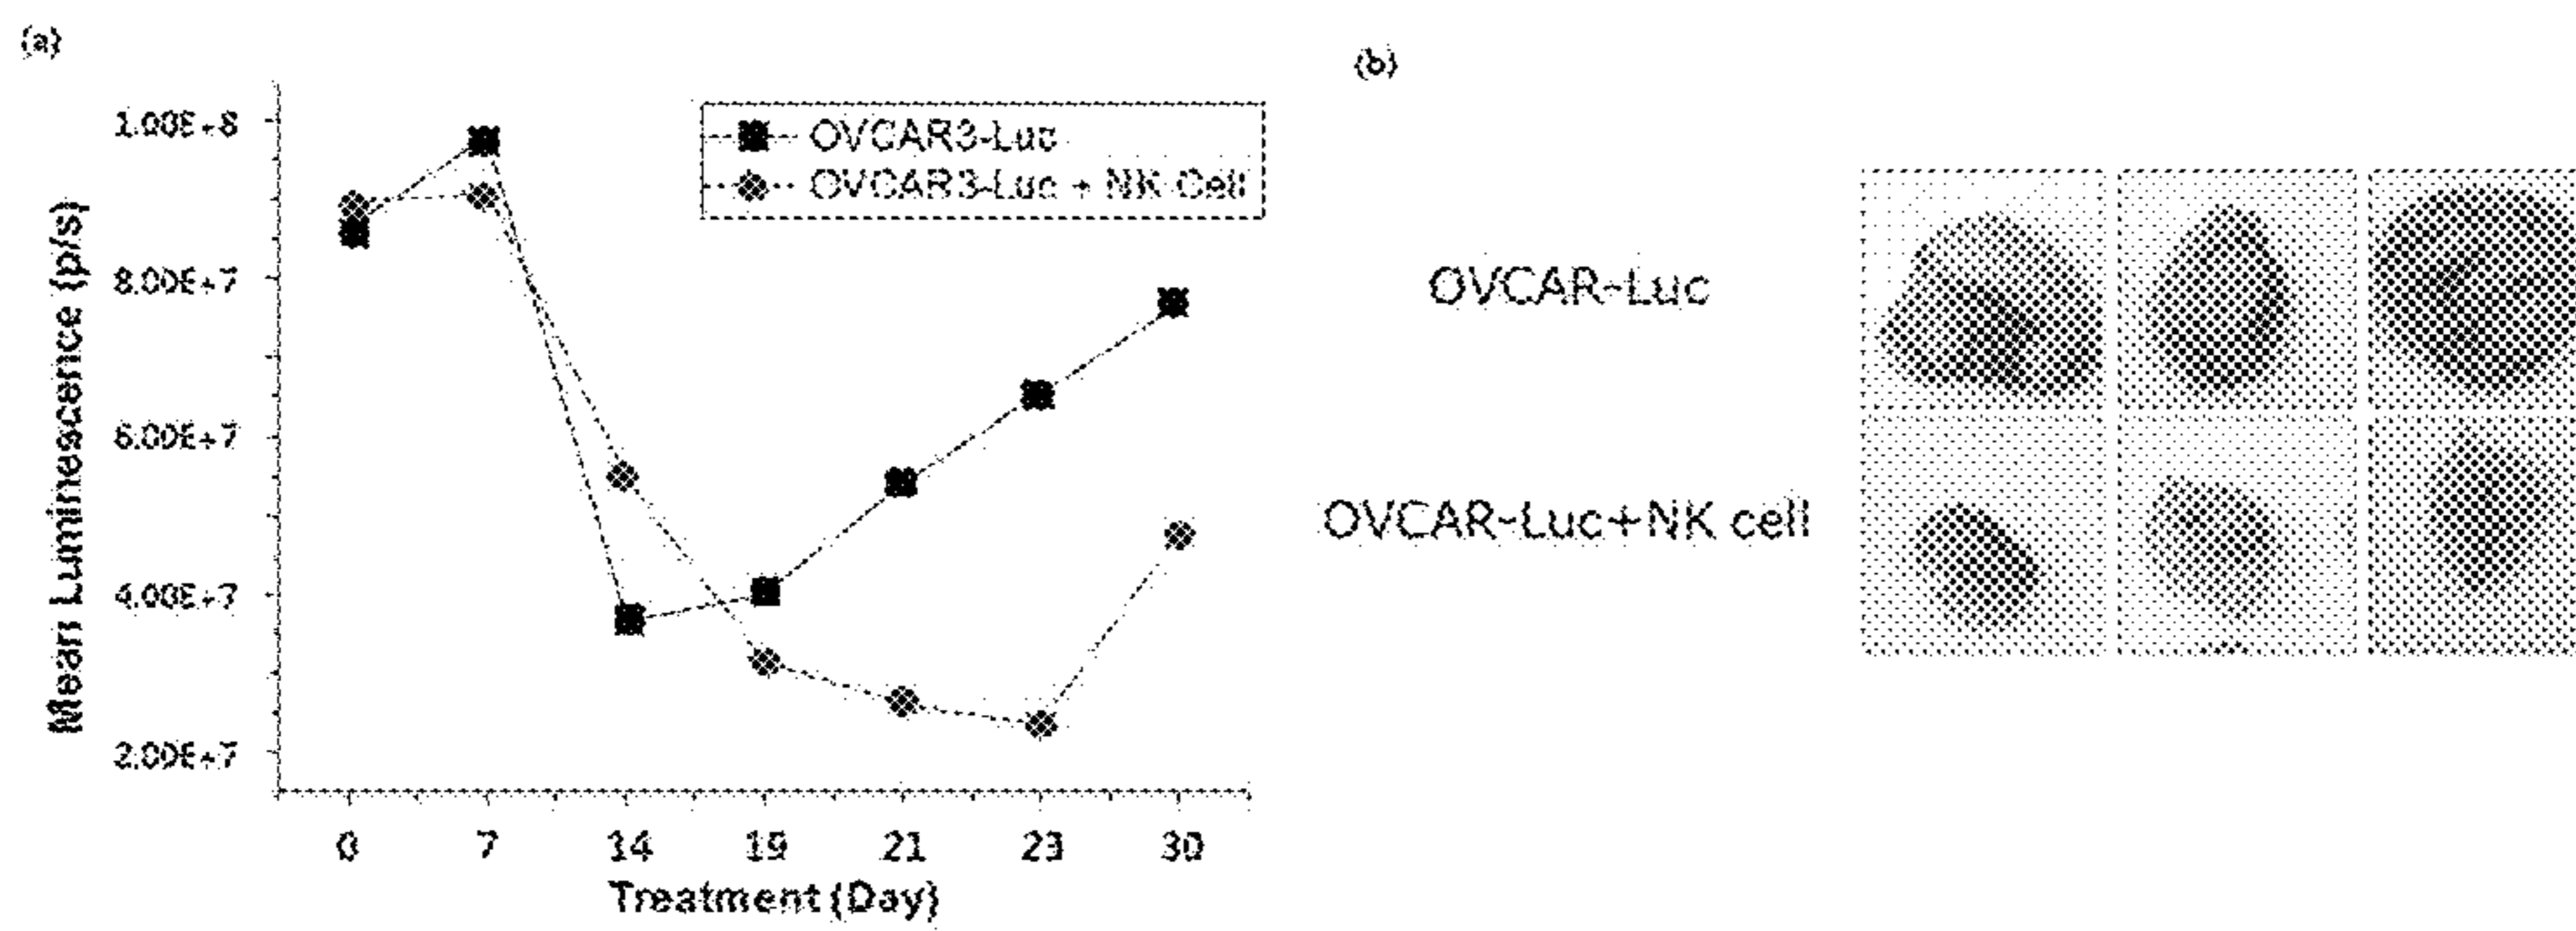 (a)
1.00E+8
8.00E+7
6.00E+7
4.00E+7
2.00E+7
Mean Luminescence (p/s)
OVCAR3-Luc
OVCAR3-Luc + NK Cell
0 7 14 19 21 23 30
Treatment (Day)
(b)
OVCAR-Luc
OVCAR-Luc+NK cell